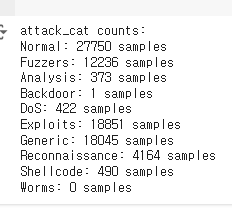 attack_cat counts:
Normal: 27750 samples
Fuzzers: 12236 samples
Analysis: 373 samples
Backdoor: 1 samples
DoS: 422 samples
Exploits: 18851 samples
Generic: 18045 samples
Reconnaissance: 4164 samples
Shellcode: 490 samples
Worms: 0 samples